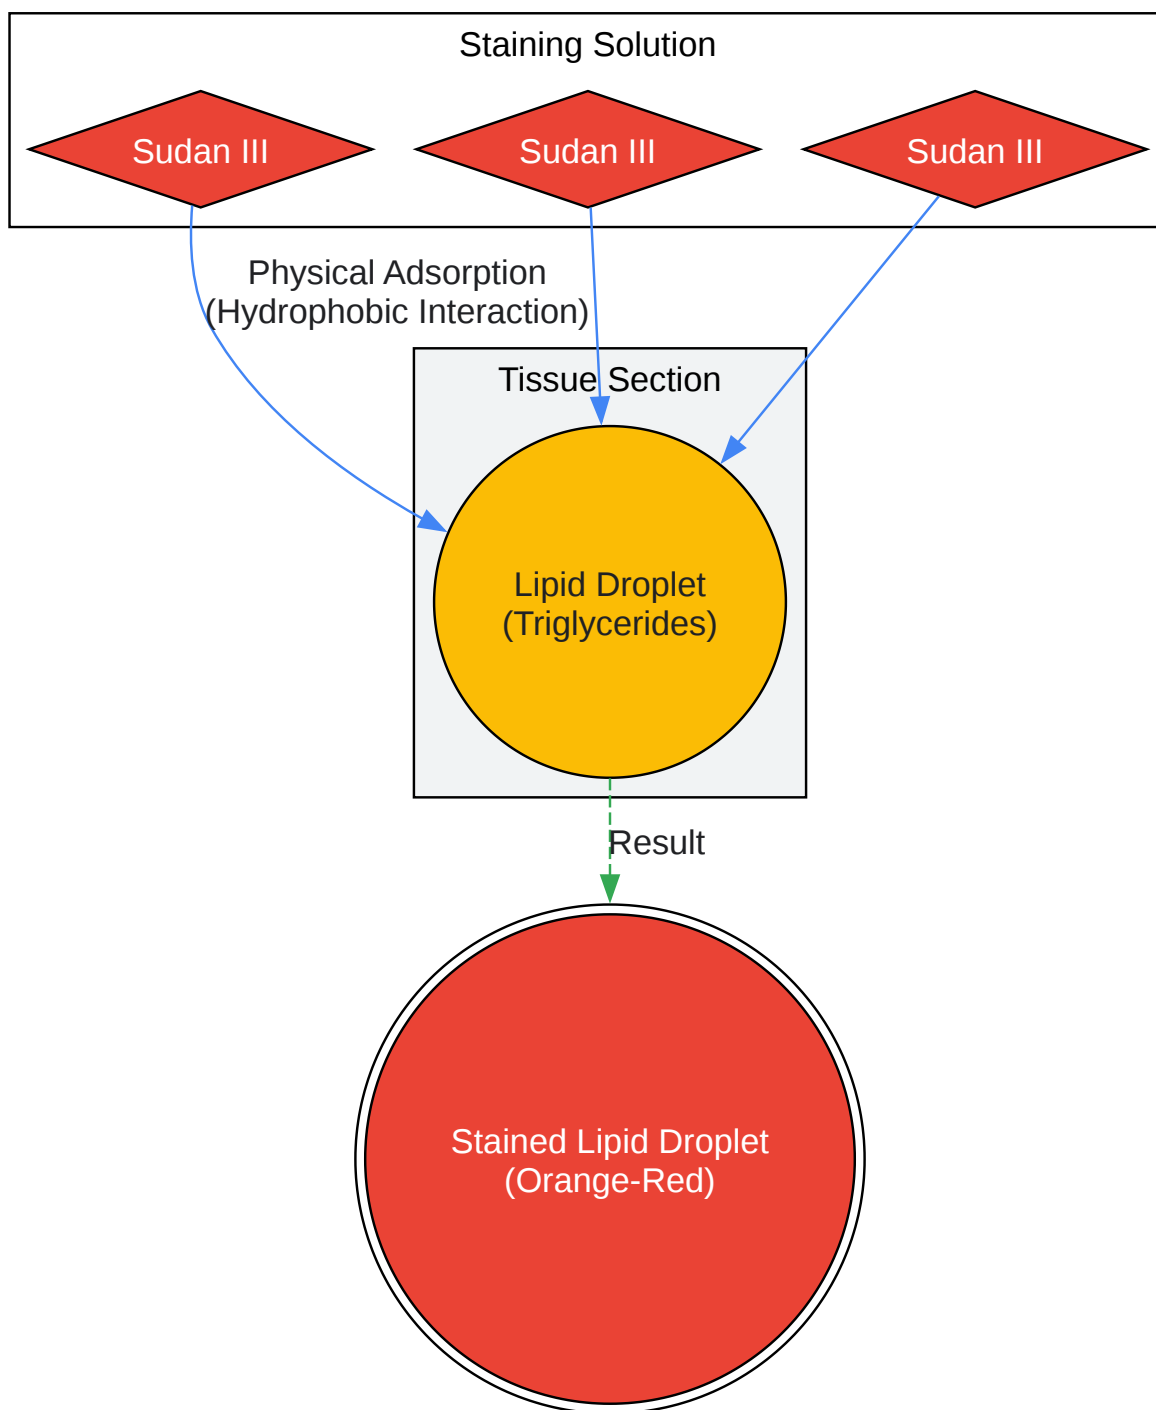 Staining Solution
Sudan III
Sudan III
Sudan III
Physical Adsorption
(Hydrophobic Interaction)
Tissue Section
Lipid Droplet
(Triglycerides)
Result
Stained Lipid Droplet
(Orange-Red)